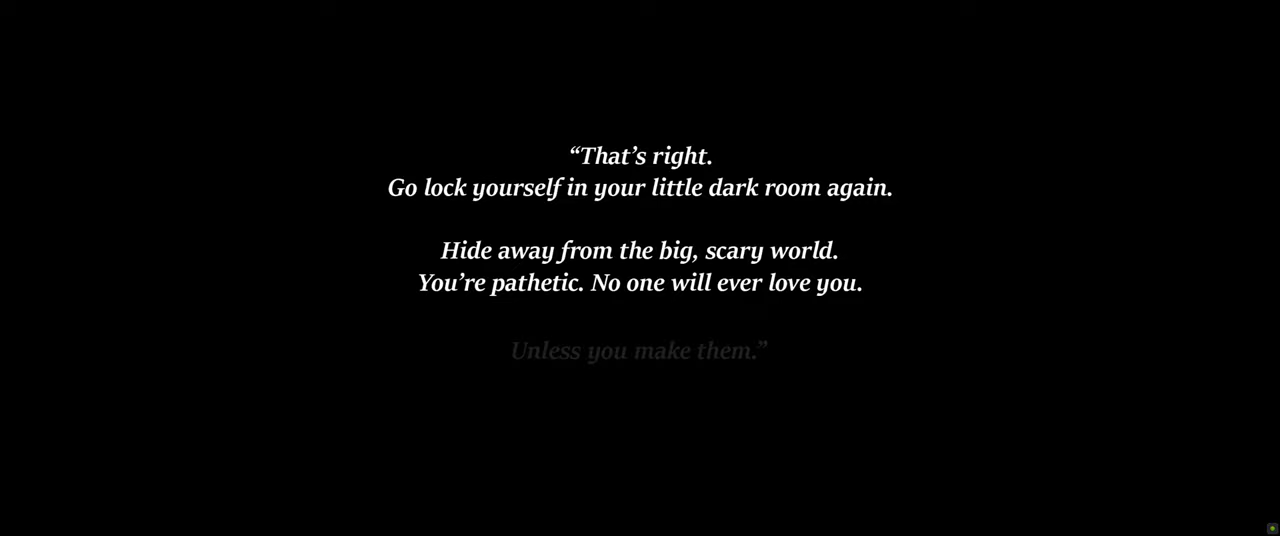 “That’s right.
Go lock yourself in your little dark room again.
Hide away from the big, scary world.
You’re pathetic. No one will ever love you.
Unless you make them.”